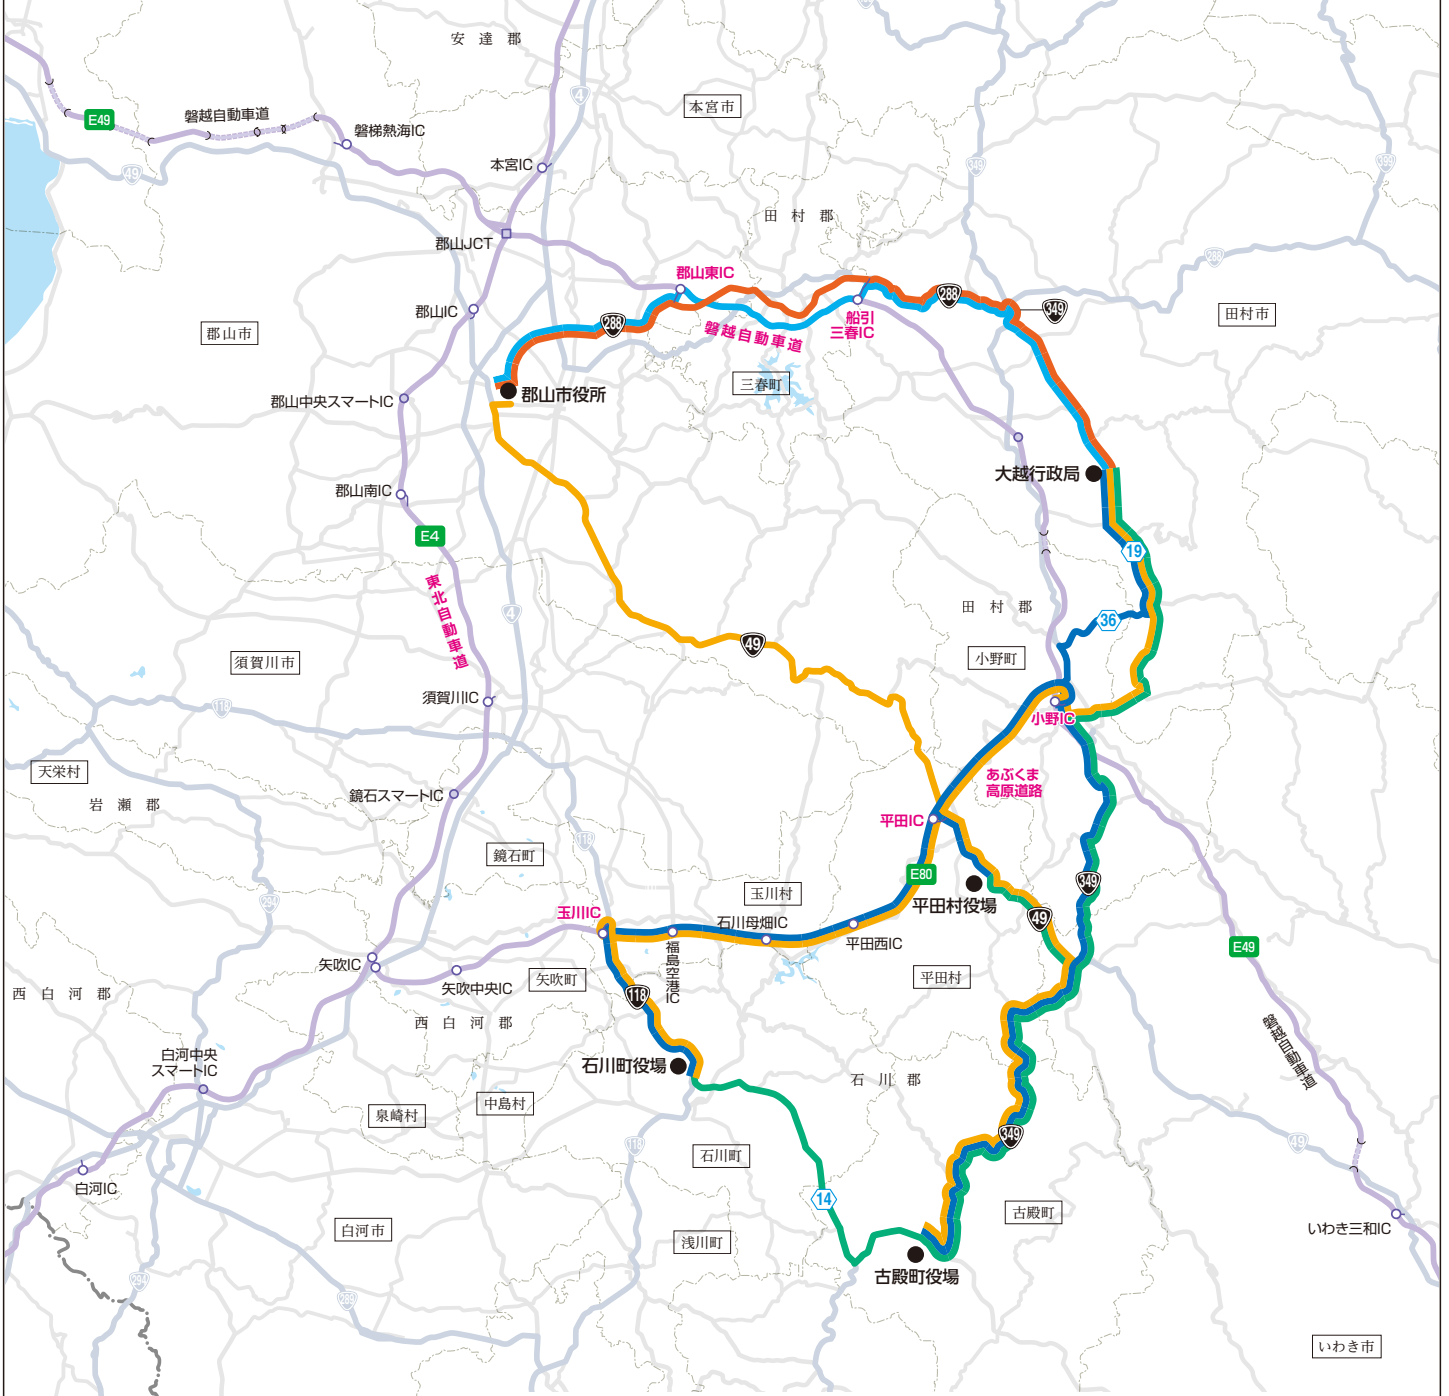 安達郡
4
本宮市
E49
磐越自動車道
磐梯熱海IC
本宮IC
49
349
399
田村郡
郡山JCT
288
郡山東IC
288
349
郡山IC
288
船引
三春IC
磐越自動車道
田村市
郡山市
三春町
郡山市役所
郡山中央スマートIC
大越行政局
郡山南IC
E4
19
東北自動車道
4
田村郡
36
49
須賀川市
小野町
須賀川IC
118
小野IC
天栄村
あぶくま
高原道路
岩瀬郡
鏡石スマートIC
平田IC
118
鏡石町
E80
349
玉川村
294
平田村役場
玉川IC
石川母畑IC
49
平田西IC
E49
福島空港IC
矢吹IC
矢吹中央IC
矢吹町
平田村
西白河郡
118
西白河郡
磐越自動車道
白河中央
スマートIC
石川町役場
石川郡
中島村
泉崎村
349
118
49
石川町
白河IC
14
古殿町
白河市
浅川町
いわき三和IC
古殿町役場
294
289
いわき市